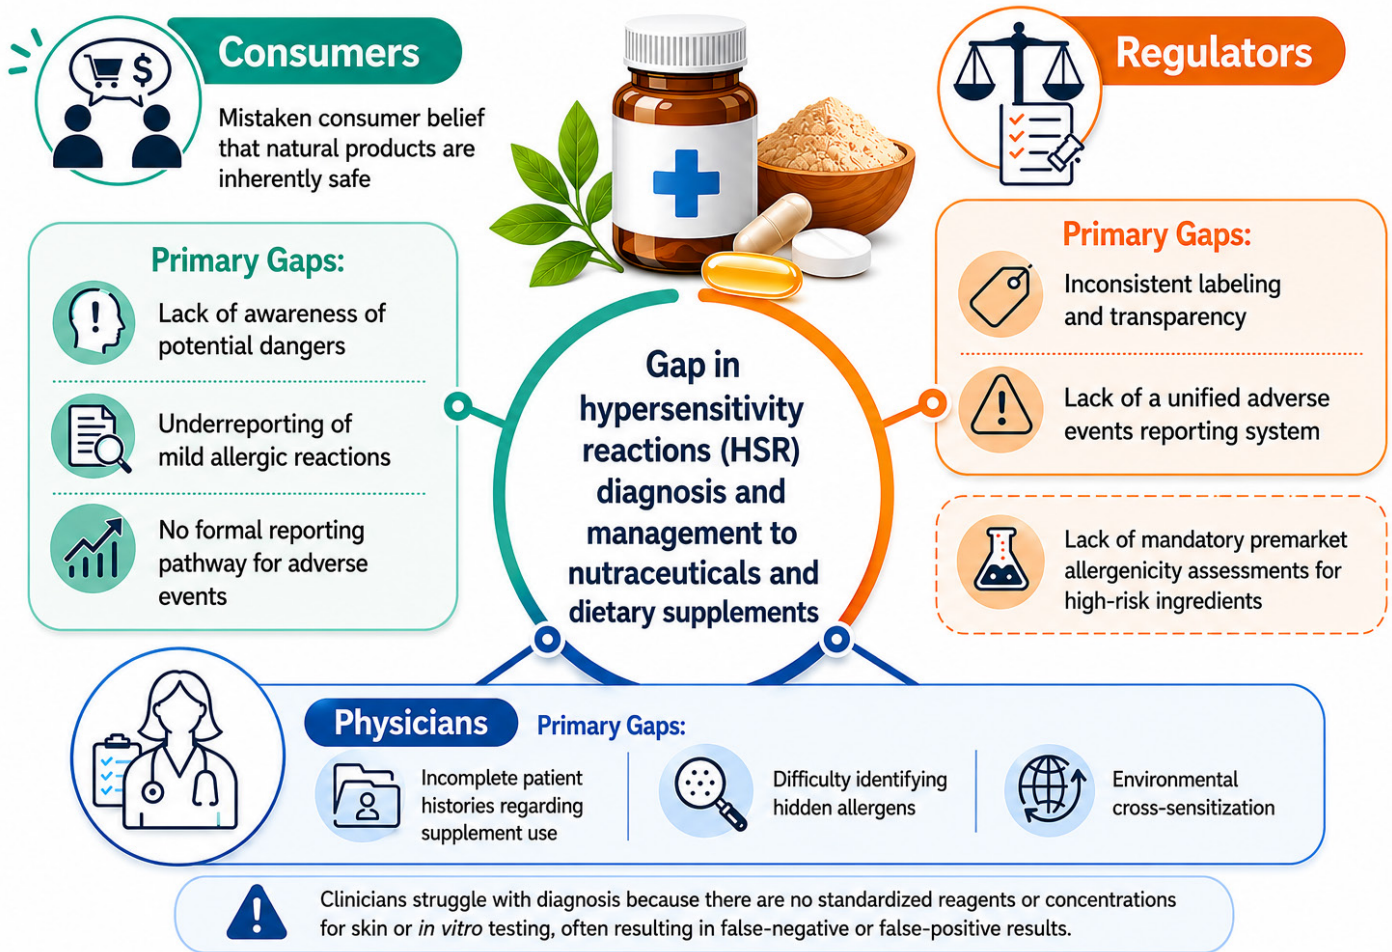 Consumers
Mistaken consumer belief
that natural products are
inherently safe
Primary Gaps:
Lack of awareness of
potential dangers
Underreporting of
mild allergic reactions
No formal reporting
pathway for adverse
events
$
Gap in
hypersensitivity
reactions (HSR)
diagnosis and
management to
nutraceuticals and
dietary supplements
Regulators
Primary Gaps:
Inconsistent labeling
and transparency
Lack of a unified adverse
events reporting system
Lack of mandatory premarket
allergenicity assessments for
high-risk ingredients
Physicians
Primary Gaps:
Incomplete patient
histories regarding
supplement use
Difficulty identifying
hidden allergens
Environmental
cross-sensitization
Clinicians struggle with diagnosis because there are no standardized reagents or concentrations
for skin or in vitro testing, often resulting in false-negative or false-positive results.